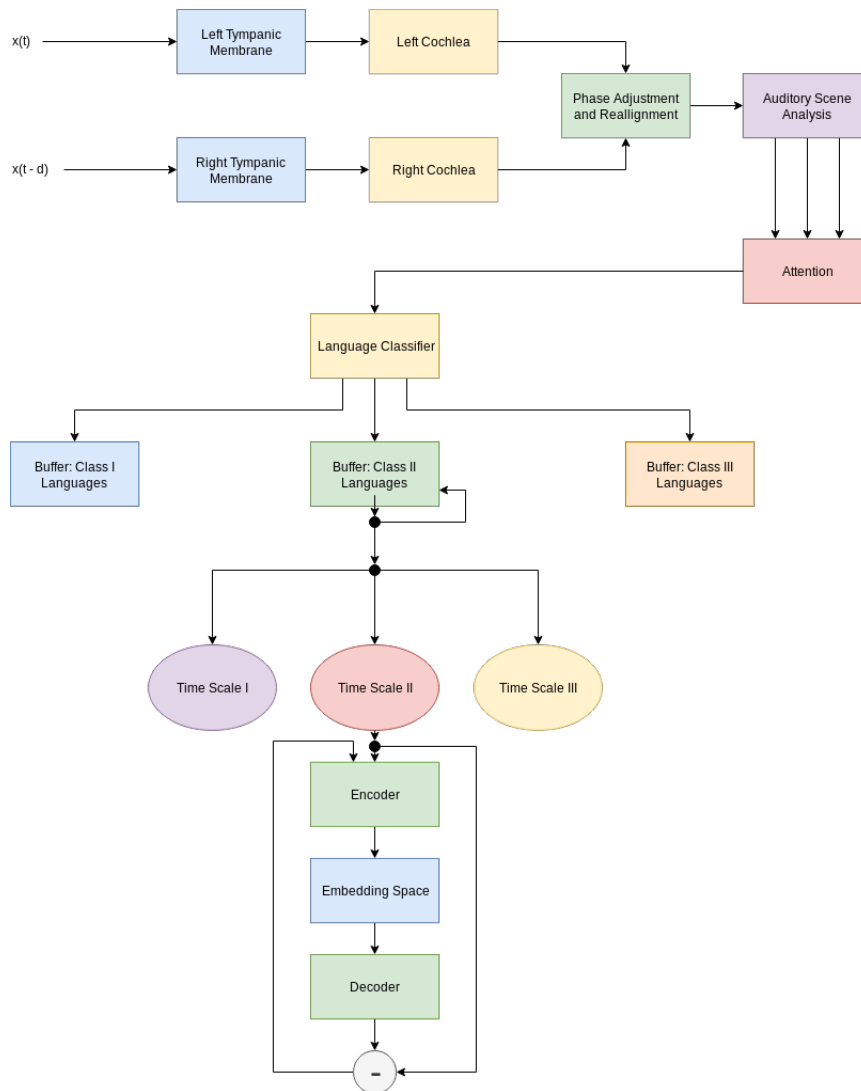 x(t)
Left Tympanic
Membrane
Left Cochlea
Phase Adjustment
and Reallignment
Auditory Scene
Analysis
x(t - d)
Right Tympanic
Membrane
Right Cochlea
Attention
Language Classifier
Buffer: Class I
Languages
Buffer: Class II
Languages
Buffer: Class III
Languages
Time Scale I
Time Scale II
Time Scale III
Encoder
Embedding Space
Decoder
-